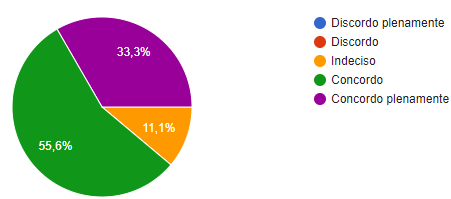 Discordo plenamente
Discordo
Indeciso
Concordo
Concordo plenamente
33,3%
11,1%
55,6%